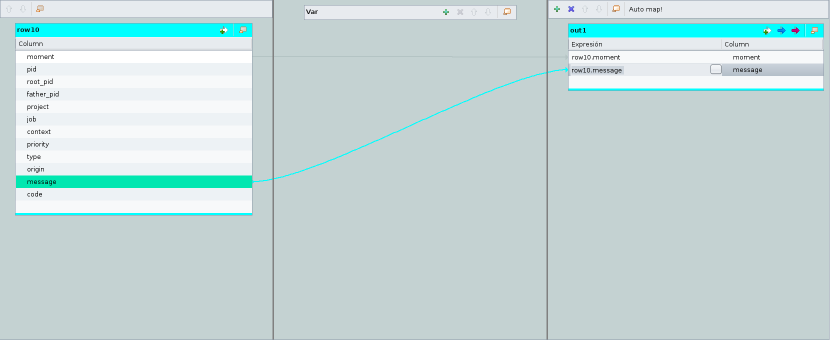 Var
Auto map!
row10
Column
moment
pid
root_pid
father_pid
project
job
context
priority
type
origin
message
code
out1
Expresión Column
row10.moment moment
row10.message message